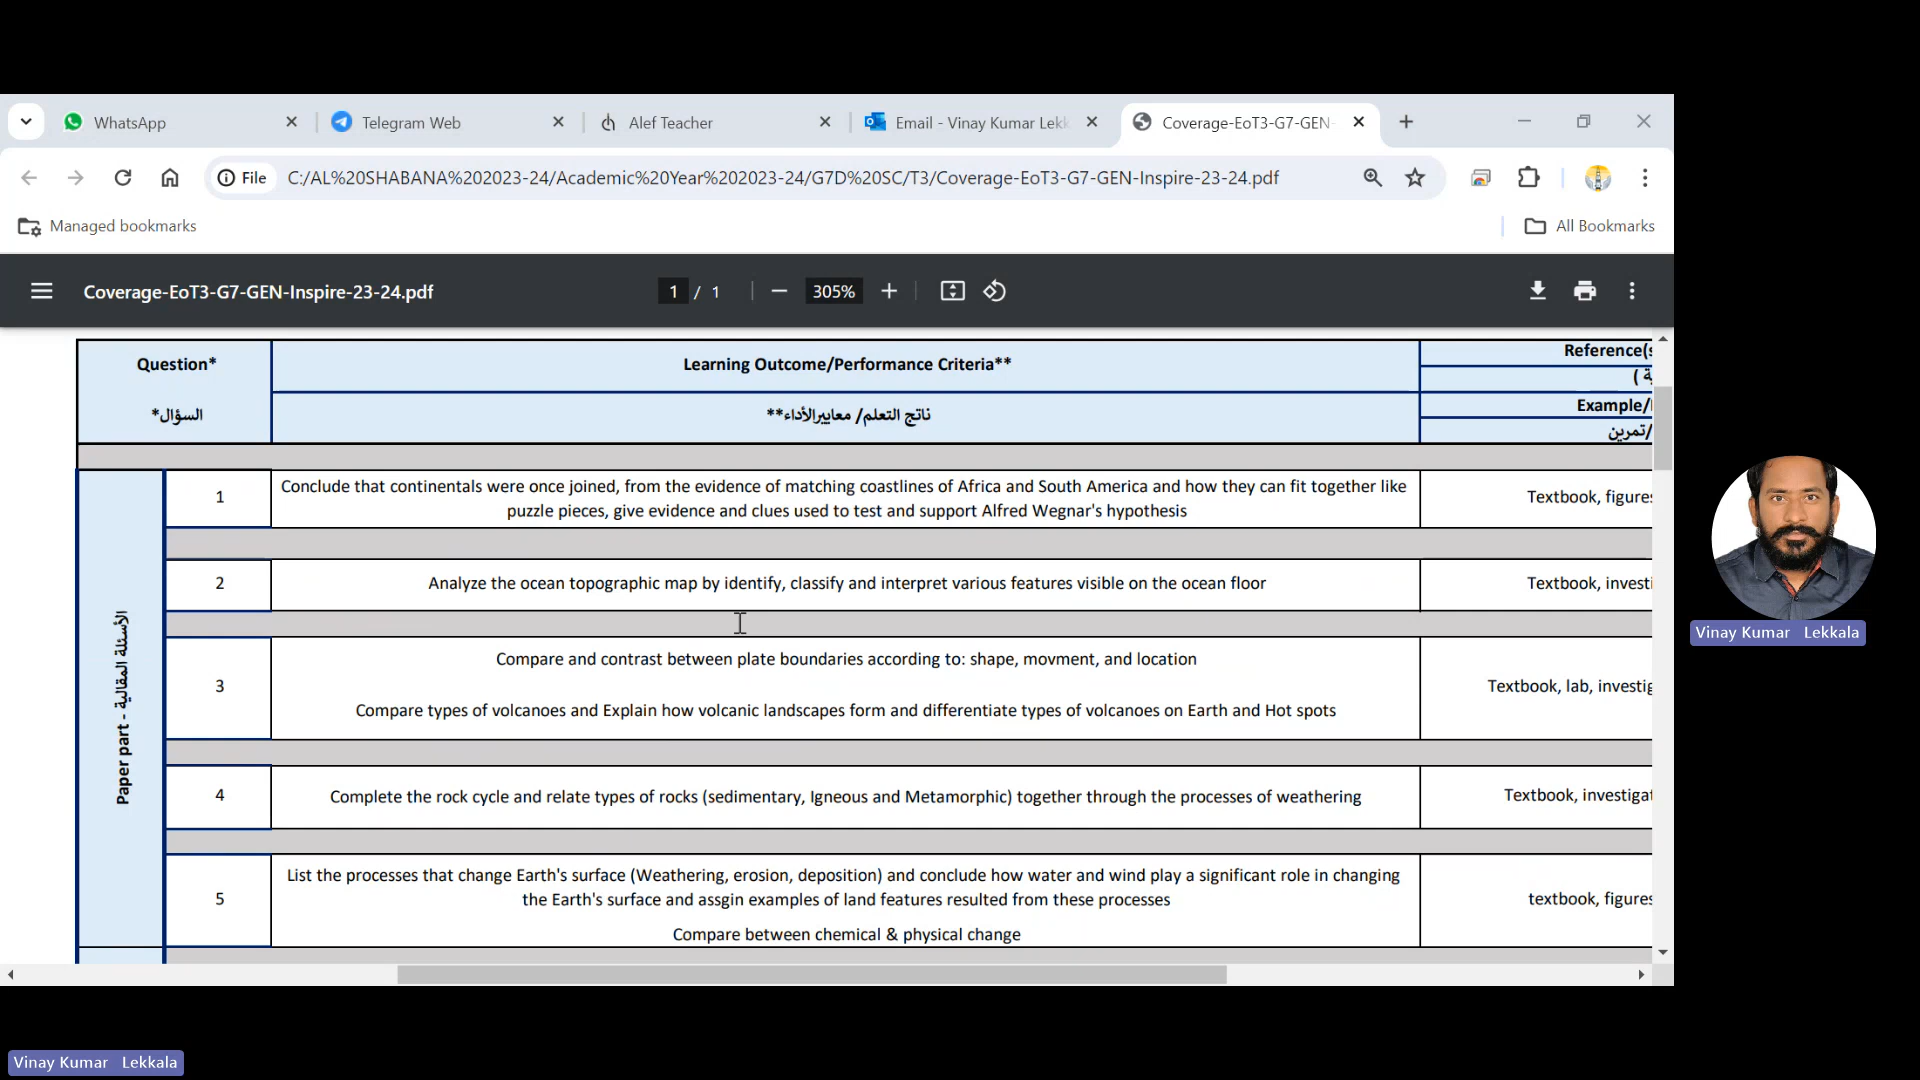 WhatsApp
Telegram Web
Alef Teacher
Email - Vinay Kumar Lekk
Coverage-EoT3-G7-GEN-
File
C:/AL%20SHABANA%202023-24/Academic%20Year%202023-24/G7D%20SC/T3/Coverage-EoT3-G7-GEN-Inspire-23-24.pdf
Managed bookmarks
All Bookmarks
Coverage-EoT3-G7-GEN-Inspire-23-24.pdf
1 / 1
305%
Question*
Learning Outcome/Performance Criteria**
Reference(s
السؤال*
ناتج التعلم/ معاييرالأداء**
Example/
/تمرين
1
Conclude that continentals were once joined, from the evidence of matching coastlines of Africa and South America and how they can fit together like
puzzle pieces, give evidence and clues used to test and support Alfred Wegnar's hypothesis
Textbook, figures
2
Analyze the ocean topographic map by identify, classify and interpret various features visible on the ocean floor
Textbook, investi
Paper part - الأسئلة المقالية
3
Compare and contrast between plate boundaries according to: shape, movment, and location
Compare types of volcanoes and Explain how volcanic landscapes form and differentiate types of volcanoes on Earth and Hot spots
Textbook, lab, investig
4
Complete the rock cycle and relate types of rocks (sedimentary, Igneous and Metamorphic) together through the processes of weathering
Textbook, investigat
5
List the processes that change Earth's surface (Weathering, erosion, deposition) and conclude how water and wind play a significant role in changing
the Earth's surface and assgin examples of land features resulted from these processes
Compare between chemical & physical change
textbook, figures
Vinay Kumar Lekkala
Vinay Kumar Lekkala